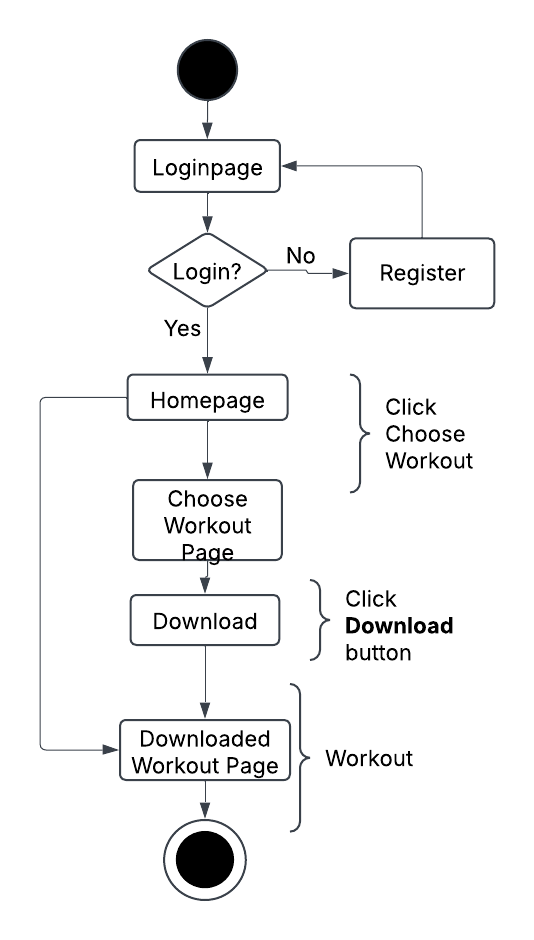 Loginpage
Login?
No
Register
Yes
Homepage
Click
Choose
Workout
Choose
Workout
Page
Download
Click
Download
button
Downloaded
Workout Page
Workout